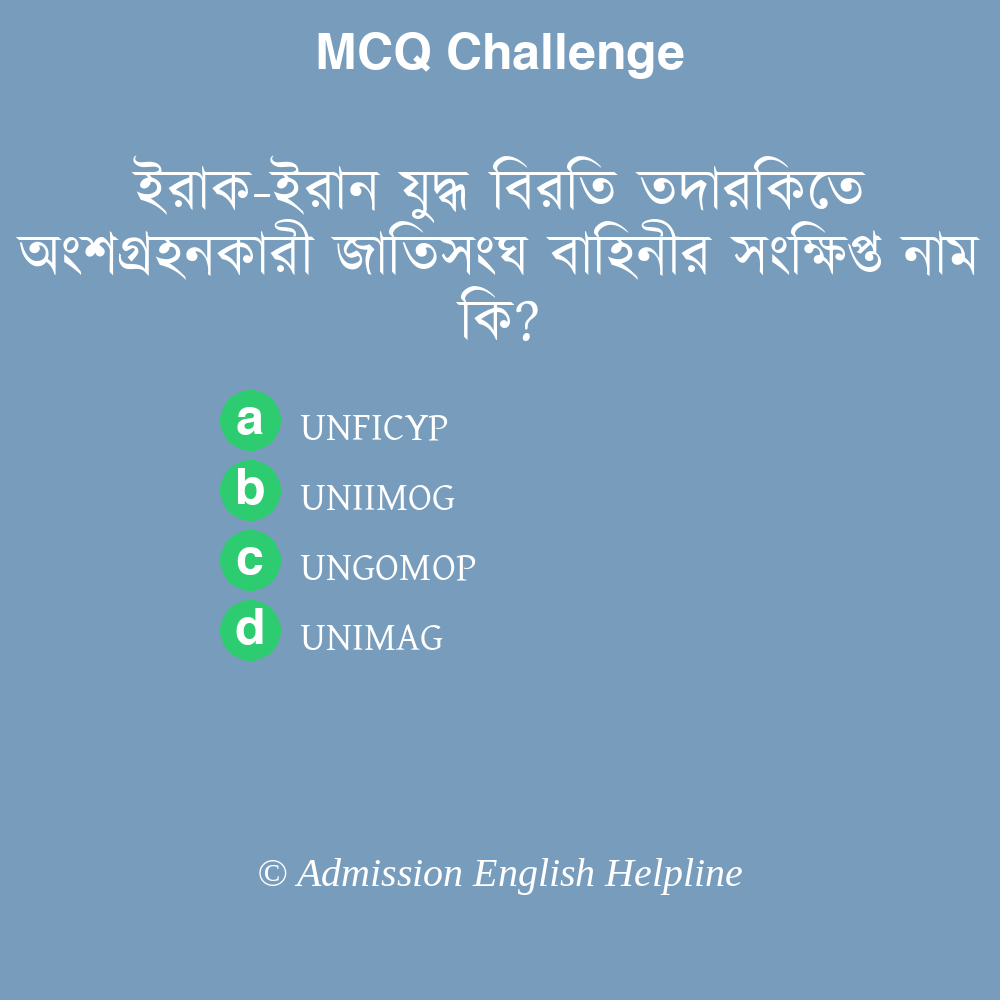 MCQ Challenge
ইরাক-ইরান যুদ্ধ বিরতি তদারকিতে
অংশগ্রহনকারী জাতিসংঘ বাহিনীর সংক্ষিপ্ত নাম
কি?
a UNFICYP
b UNIIMOG
c UNGOMOP
d UNIMAG
© Admission English Helpline